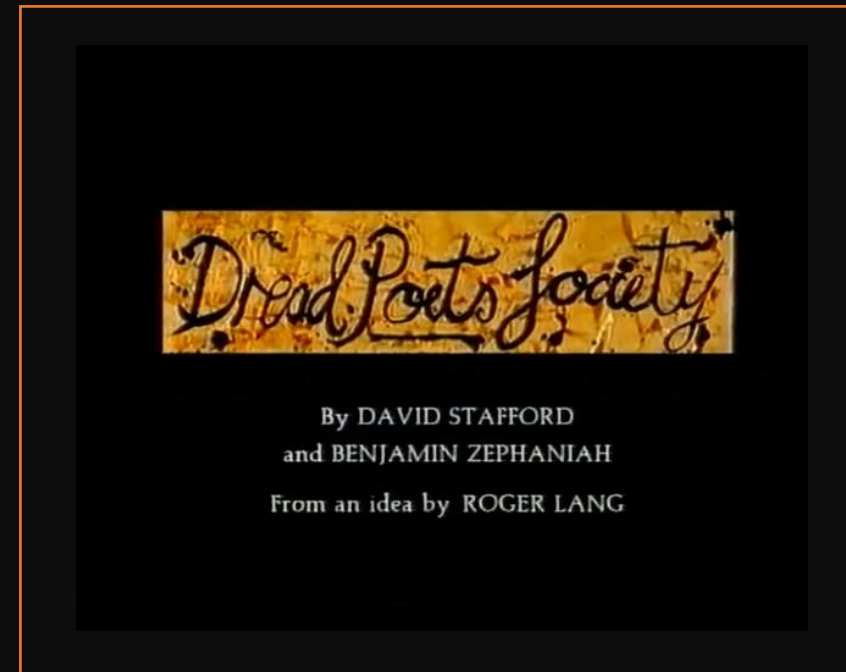 Dread Poets Society
By DAVID STAFFORD
and BENJAMIN ZEPHANIAH
From an idea by ROGER LANG